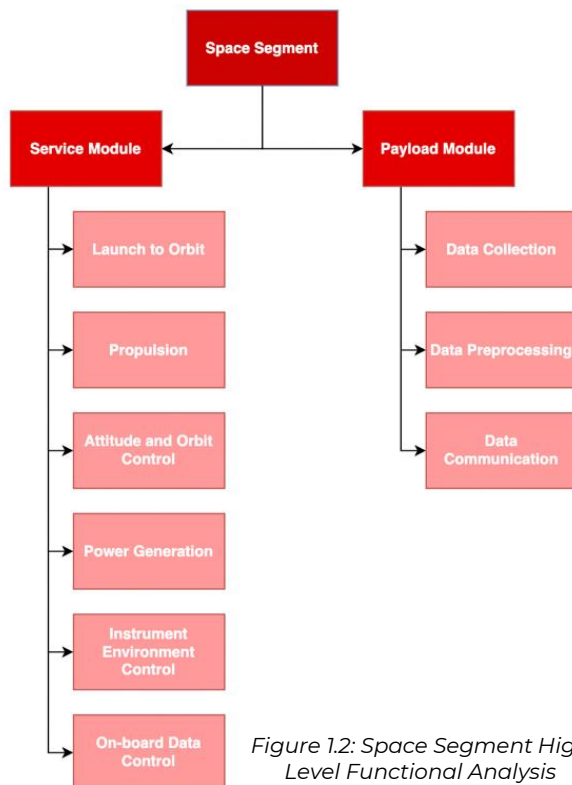 Space Segment
Service Module
Payload Module
Launch to Orbit
Propulsion
Attitude and Orbit
Control
Power Generation
Instrument
Environment
Control
On-board Data
Control
Data Collection
Data Preprocessing
Data
Communication
Figure 1.2: Space Segment Hig
Level Functional Analysis